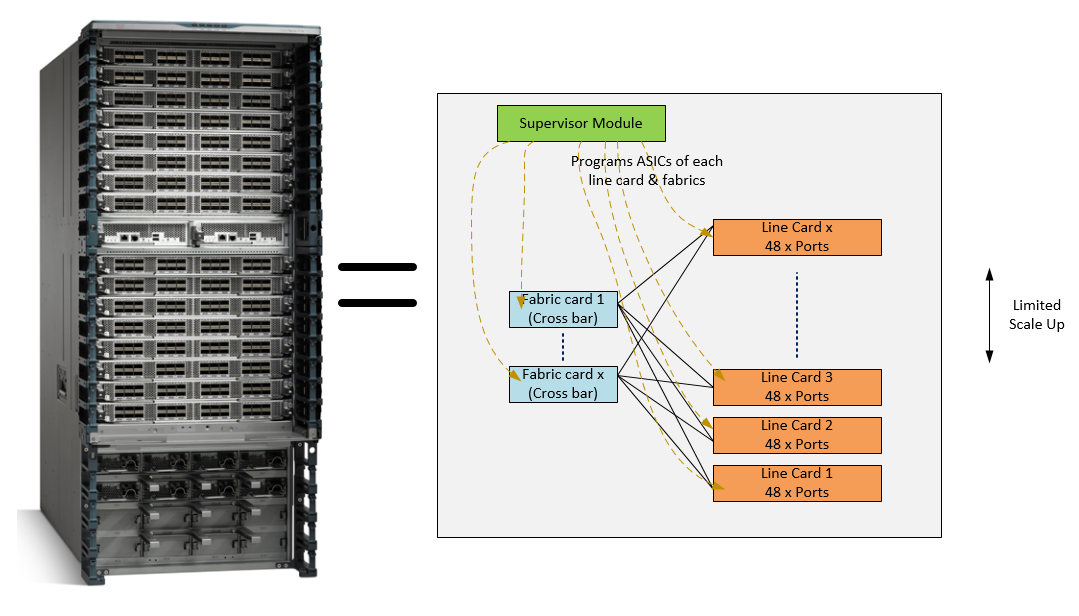 Supervisor Module
Programs ASICs of each
line card & fabrics
Line Card x
48 x Ports
Fabric card 1
(Cross bar)
Fabric card x
(Cross bar)
Line Card 3
48 x Ports
Line Card 2
48 x Ports
Line Card 1
48 x Ports
Limited
Scale Up